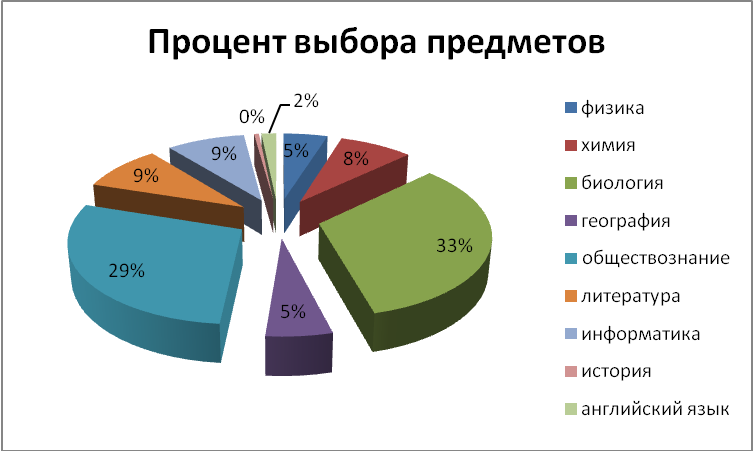 Процент выбора предметов
2%
0%
5%
8%
9%
9%
33%
29%
5%
физика
химия
биология
география
обществознание
литература
информатика
история
английский язык